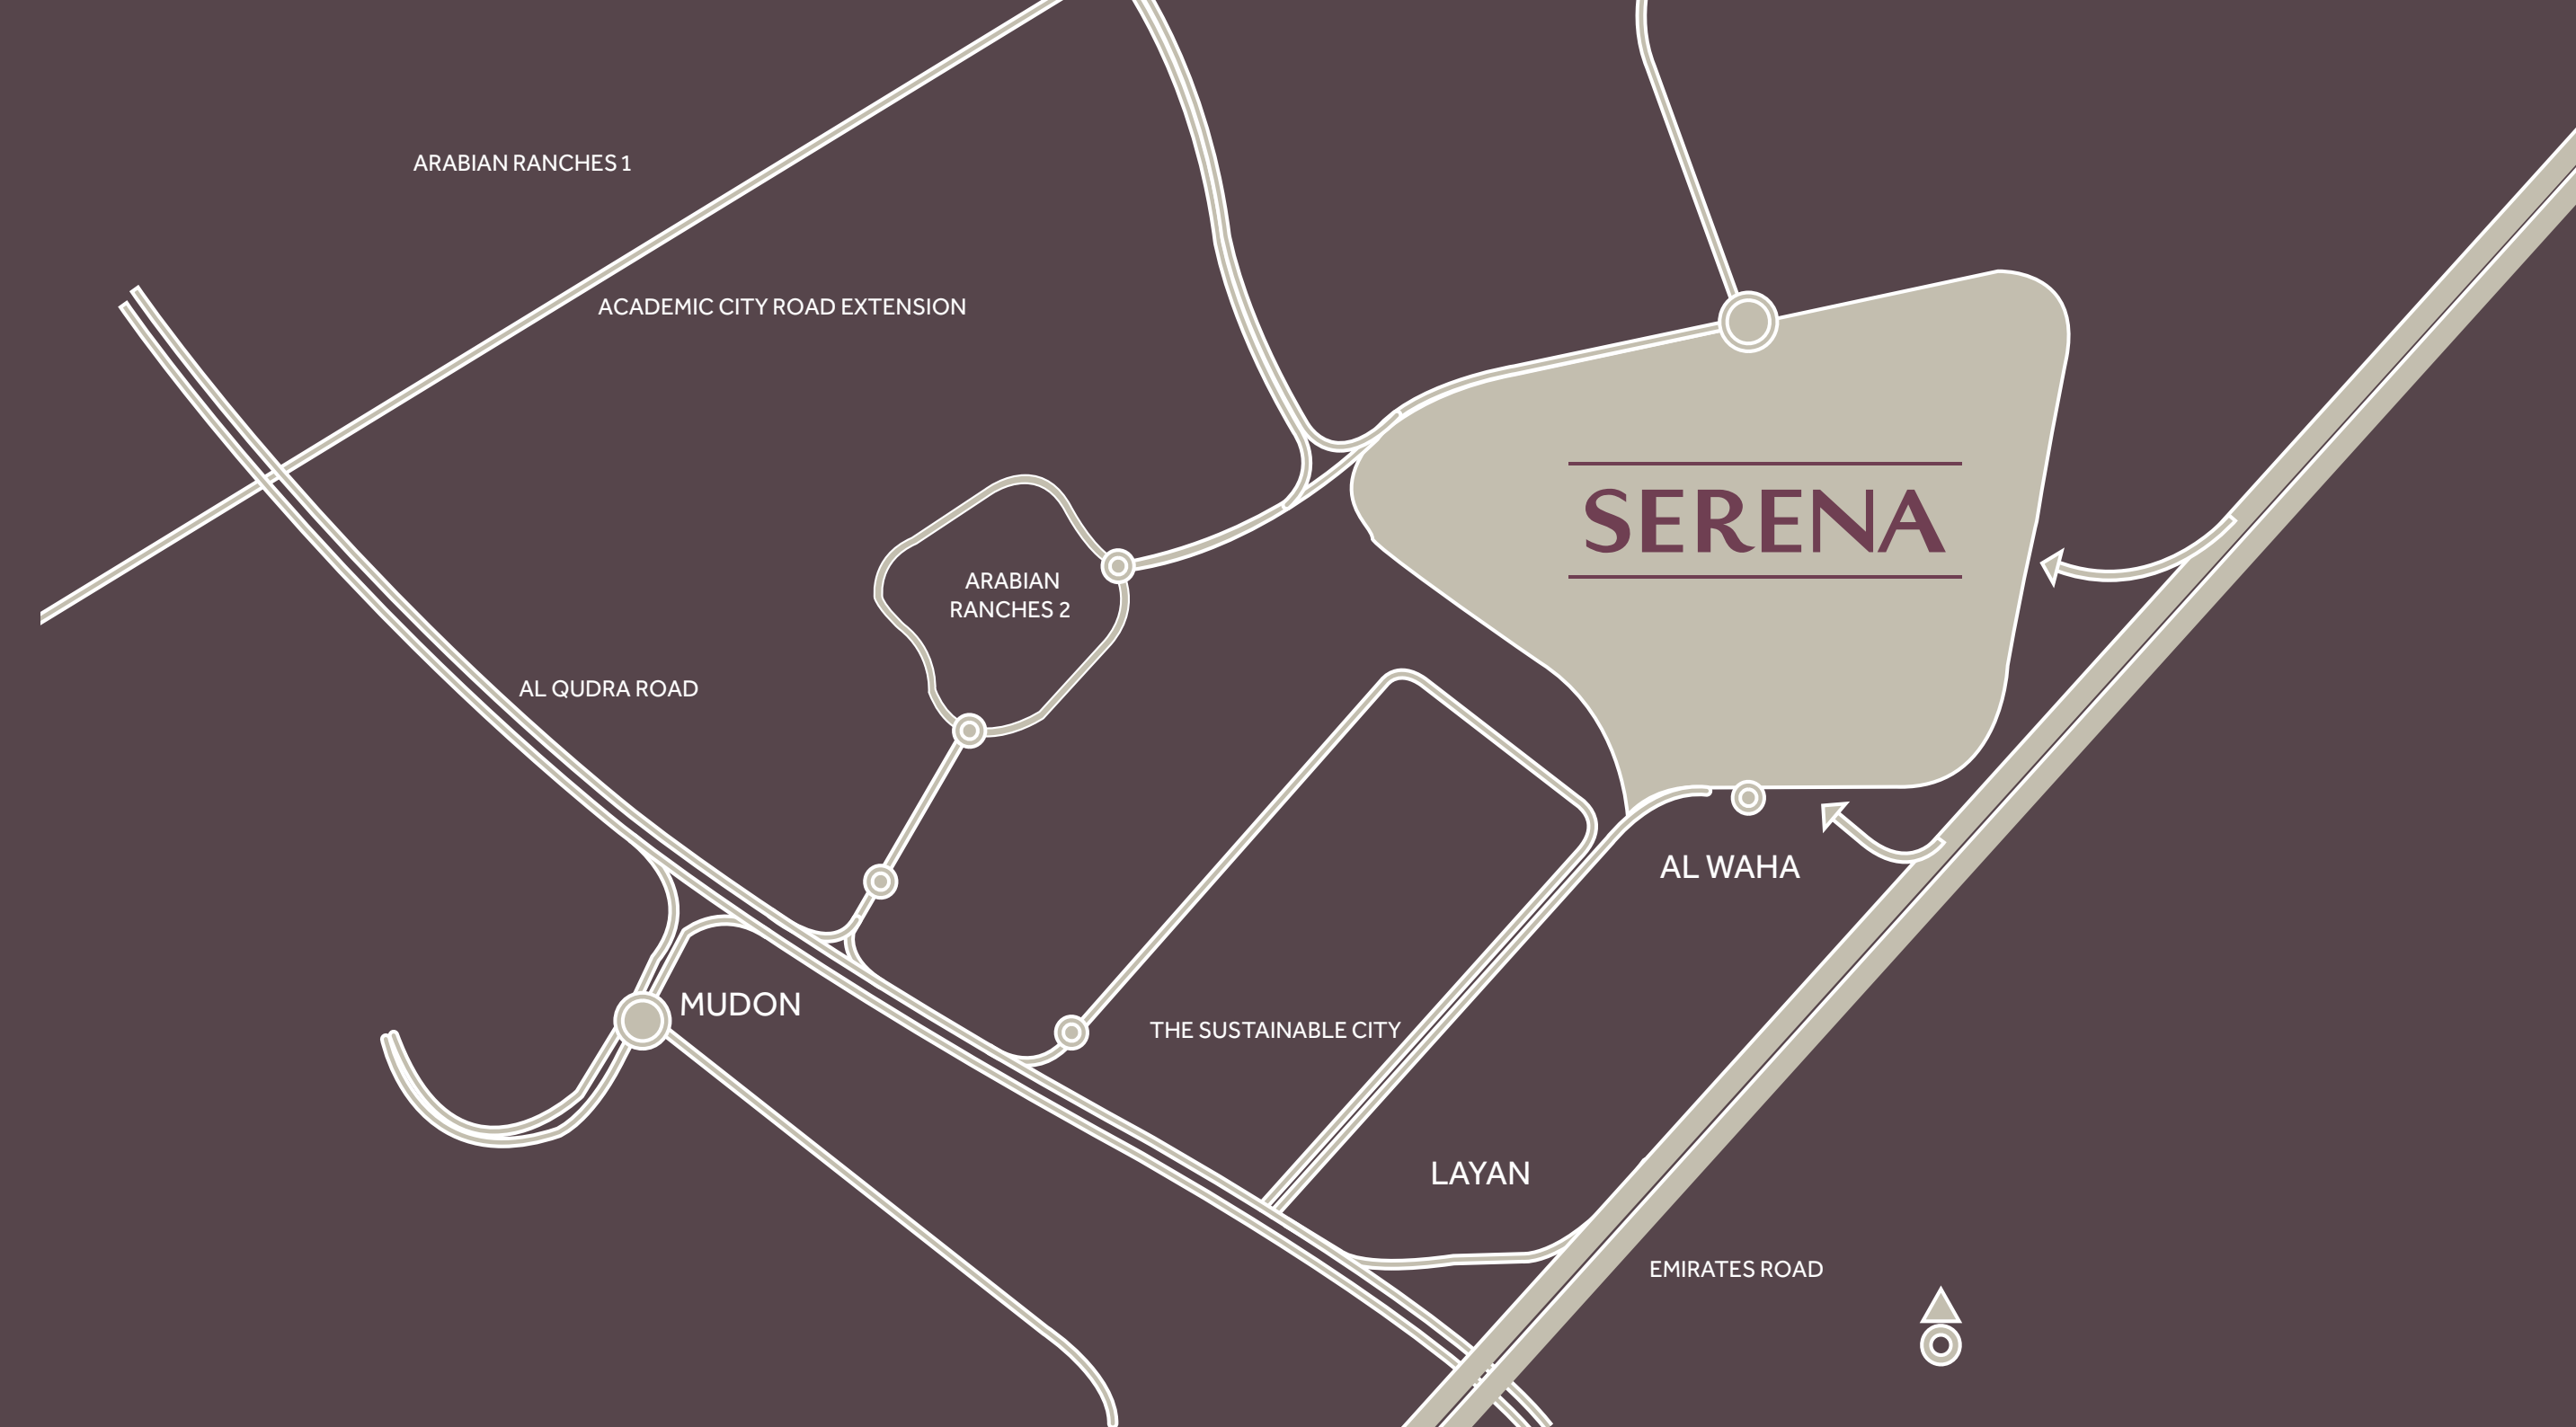 ARABIAN RANCHES 1
ACADEMIC CITY ROAD EXTENSION
SERENA
ARABIAN
RANCHES 2
AL QUDRA ROAD
AL WAHA
MUDON
THE SUSTAINABLE CITY
LAYAN
EMIRATES ROAD